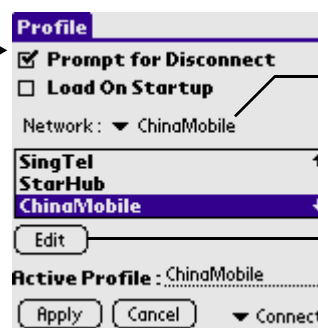 Profile
Prompt for Disconnect
Load On Startup
Network: ChinaMobile
SingTel
StarHub
ChinaMobile
Edit
Active Profile: ChinaMobile
Apply Cancel Connect